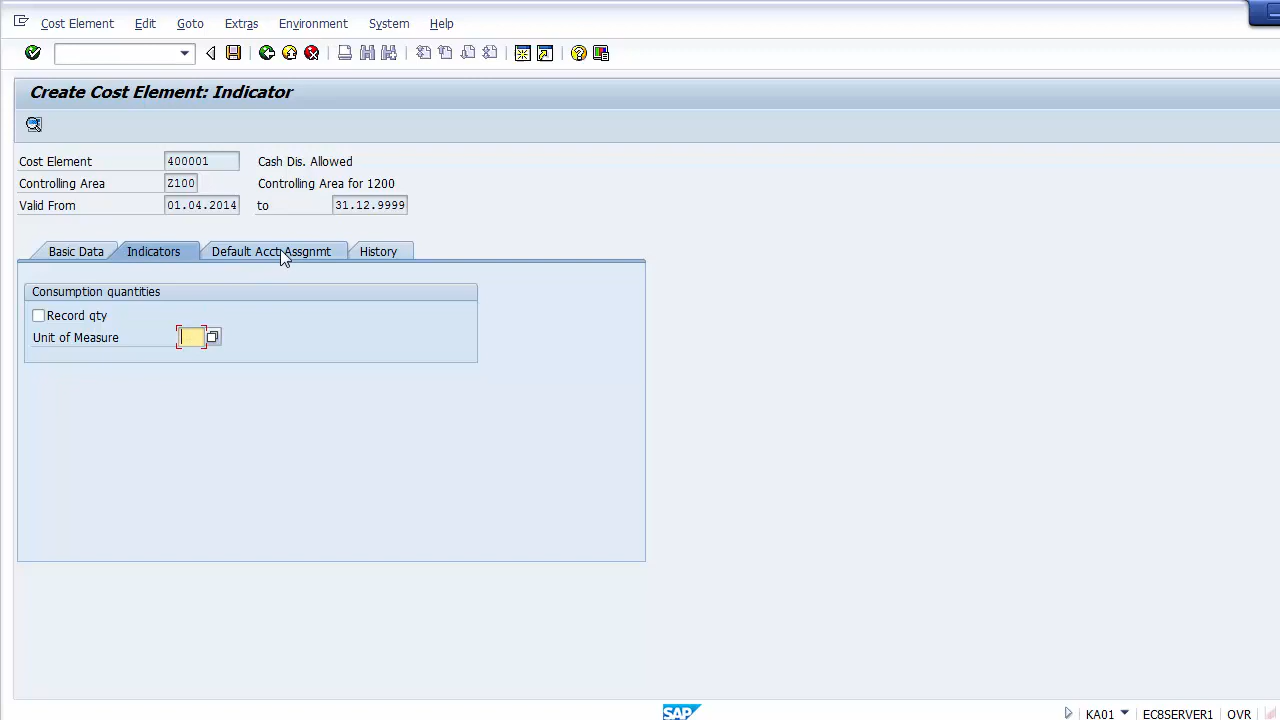 Cost Element Edit Goto Extras Environment System Help
Create Cost Element: Indicator
Cost Element 400001 Cash Dis. Allowed
Controlling Area Z100 Controlling Area for 1200
Valid From 01.04.2014 to 31.12.9999
Basic Data Indicators Default Acct Assgnmt History
Consumption quantities
Record qty
Unit of Measure
SAP KA01 EC8SERVER1 OVR